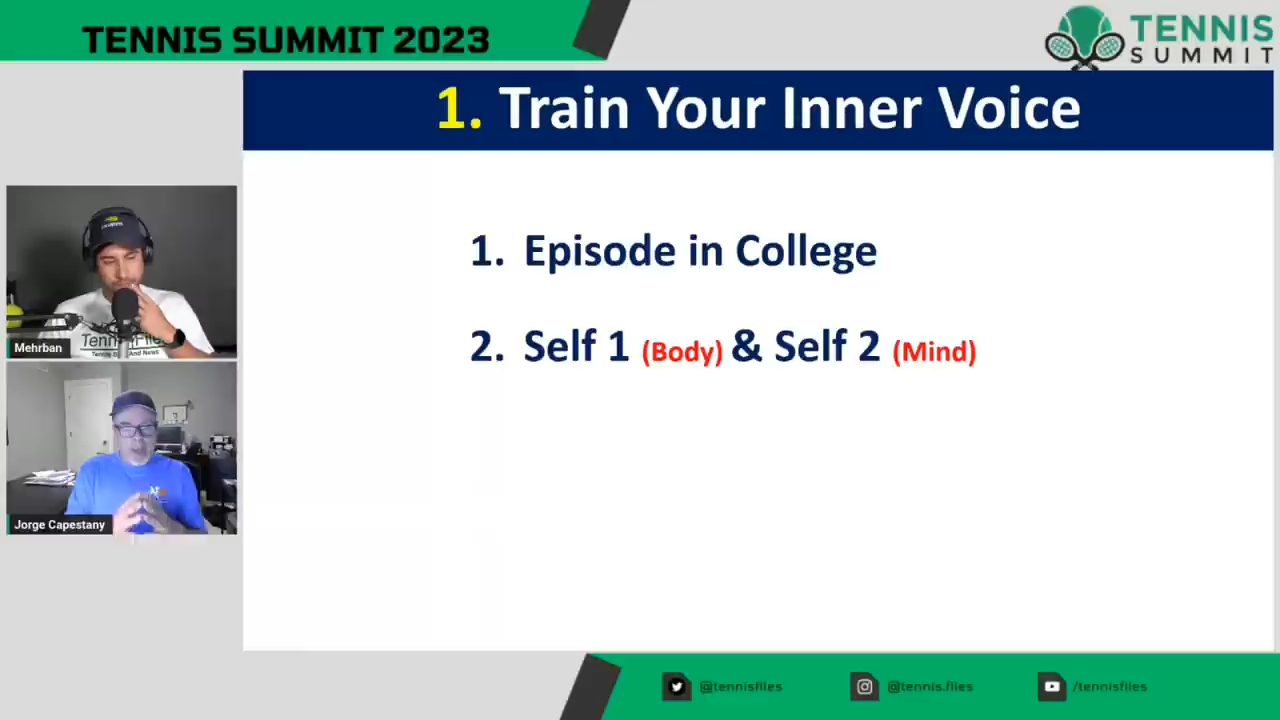 TENNIS SUMMIT 2023
TENNIS
SUMMIT
1. Train Your Inner Voice
1. Episode in College
2. Self 1 (Body) & Self 2 (Mind)
Mehrban
Jorge Capestany
@tennisfiles
@tennis.files
/tennisfiles